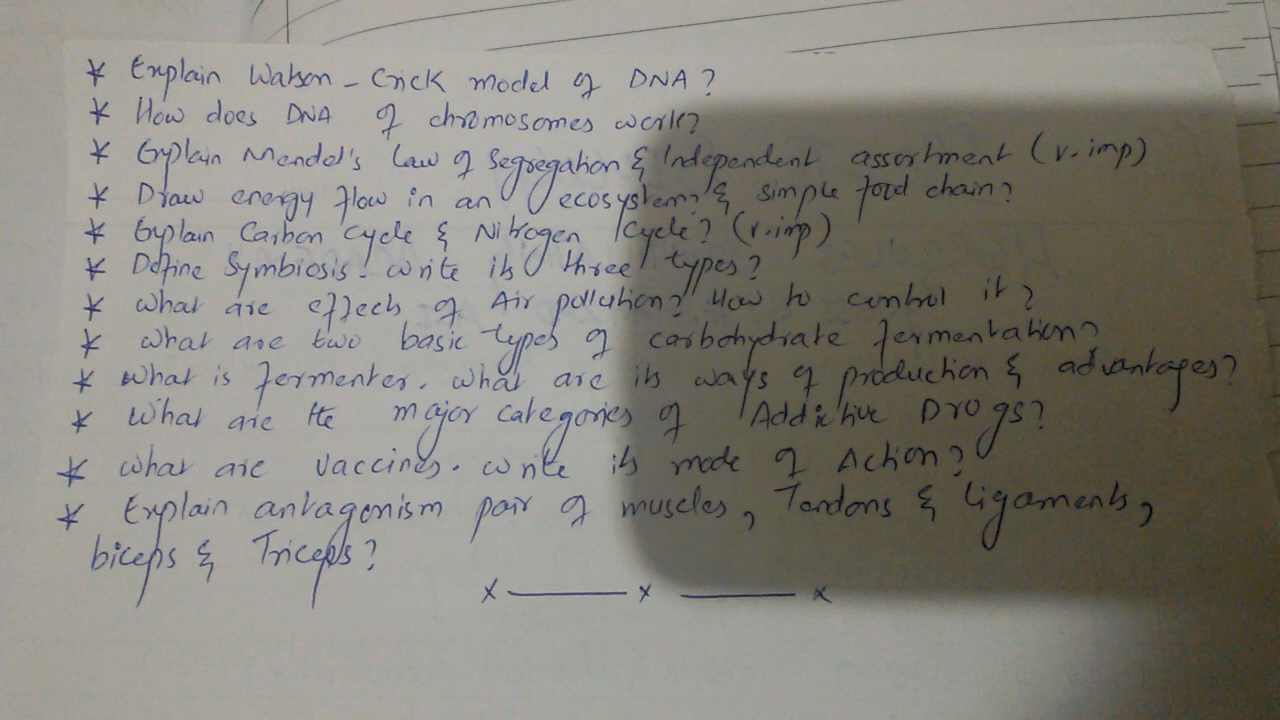 * Explain Watson - Crick model of DNA?
* How does DNA of chromosomes work?
* Explain Mendel's Law of Segregation & Independent assortment (v.imp)
* Draw energy flow in an ecosystem? & simple food chain?
* Explain Carbon Cycle & Nitrogen Cycle? (v.imp)
* Define Symbiosis. Write its three types?
* What are effects of Air pollution? How to control it?
* What are two basic types of carbohydrate fermentation?
* What is fermenter. What are its ways of production & advantages?
* What are the major categories of Addictive Drogs?
* What are vaccines. Write its mode of Action?
* Explain antagonism pair of muscles, Tendons & Ligaments,
biceps & Triceps?
x ——— x ——— x